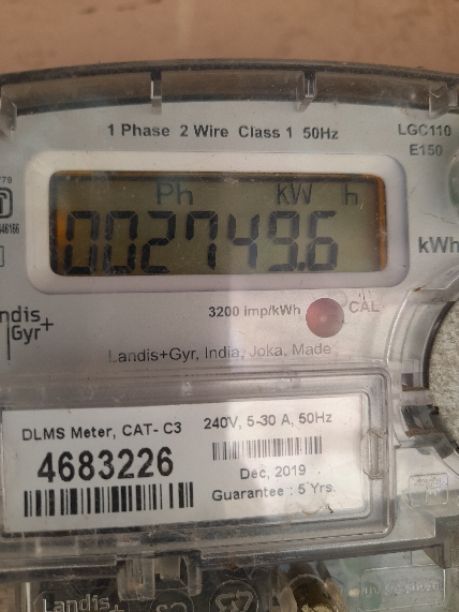 1 Phase 2 Wire Class 1 50Hz
LGC110
E150
Ph KW h
002749.6
kWh
3200 imp/kWh
CAL
Landis+Gyr, India, Joka, Made
ndis
Gyr+
DLMS Meter, CAT- C3
4683226
240V, 5-30 A, 50Hz
Dec, 2019
Guarantee : 5 Yrs.
Landis+